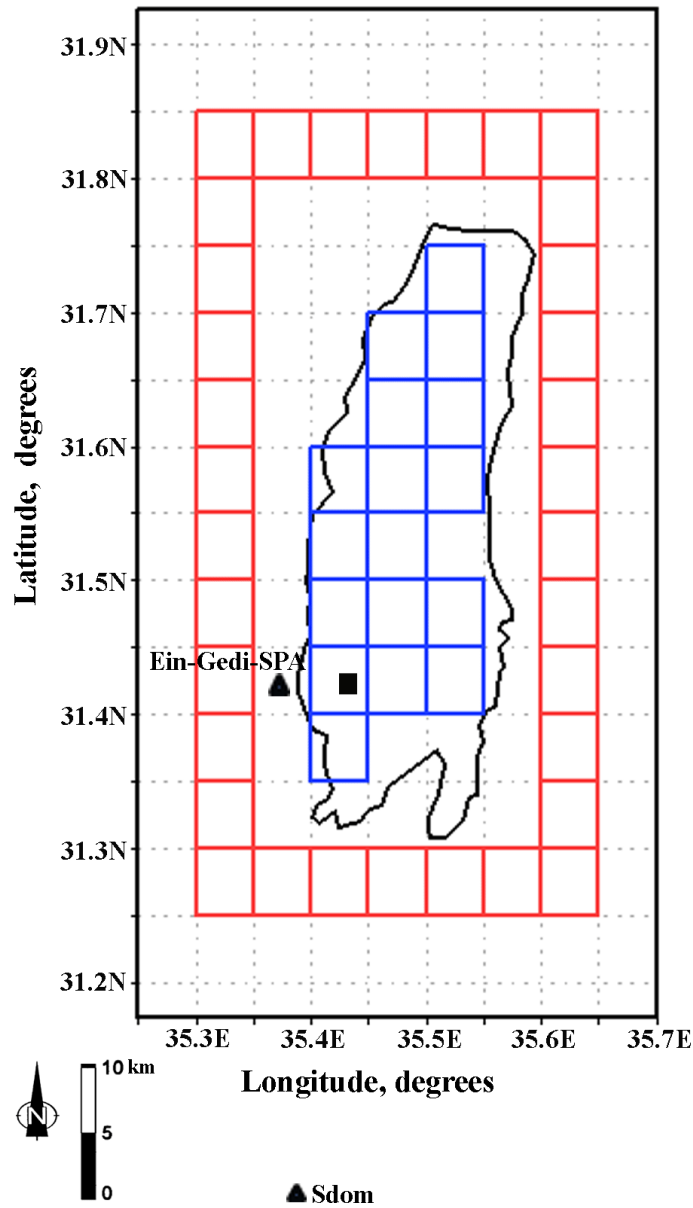 31.9N
31.8N
31.7N
31.6N
31.5N
31.4N
31.3N
31.2N
Latitude, degrees
Ein-Gedi-SPA
35.3E 35.4E 35.5E 35.6E 35.7E
Longitude, degrees
N
10 km
5
0
Sdom